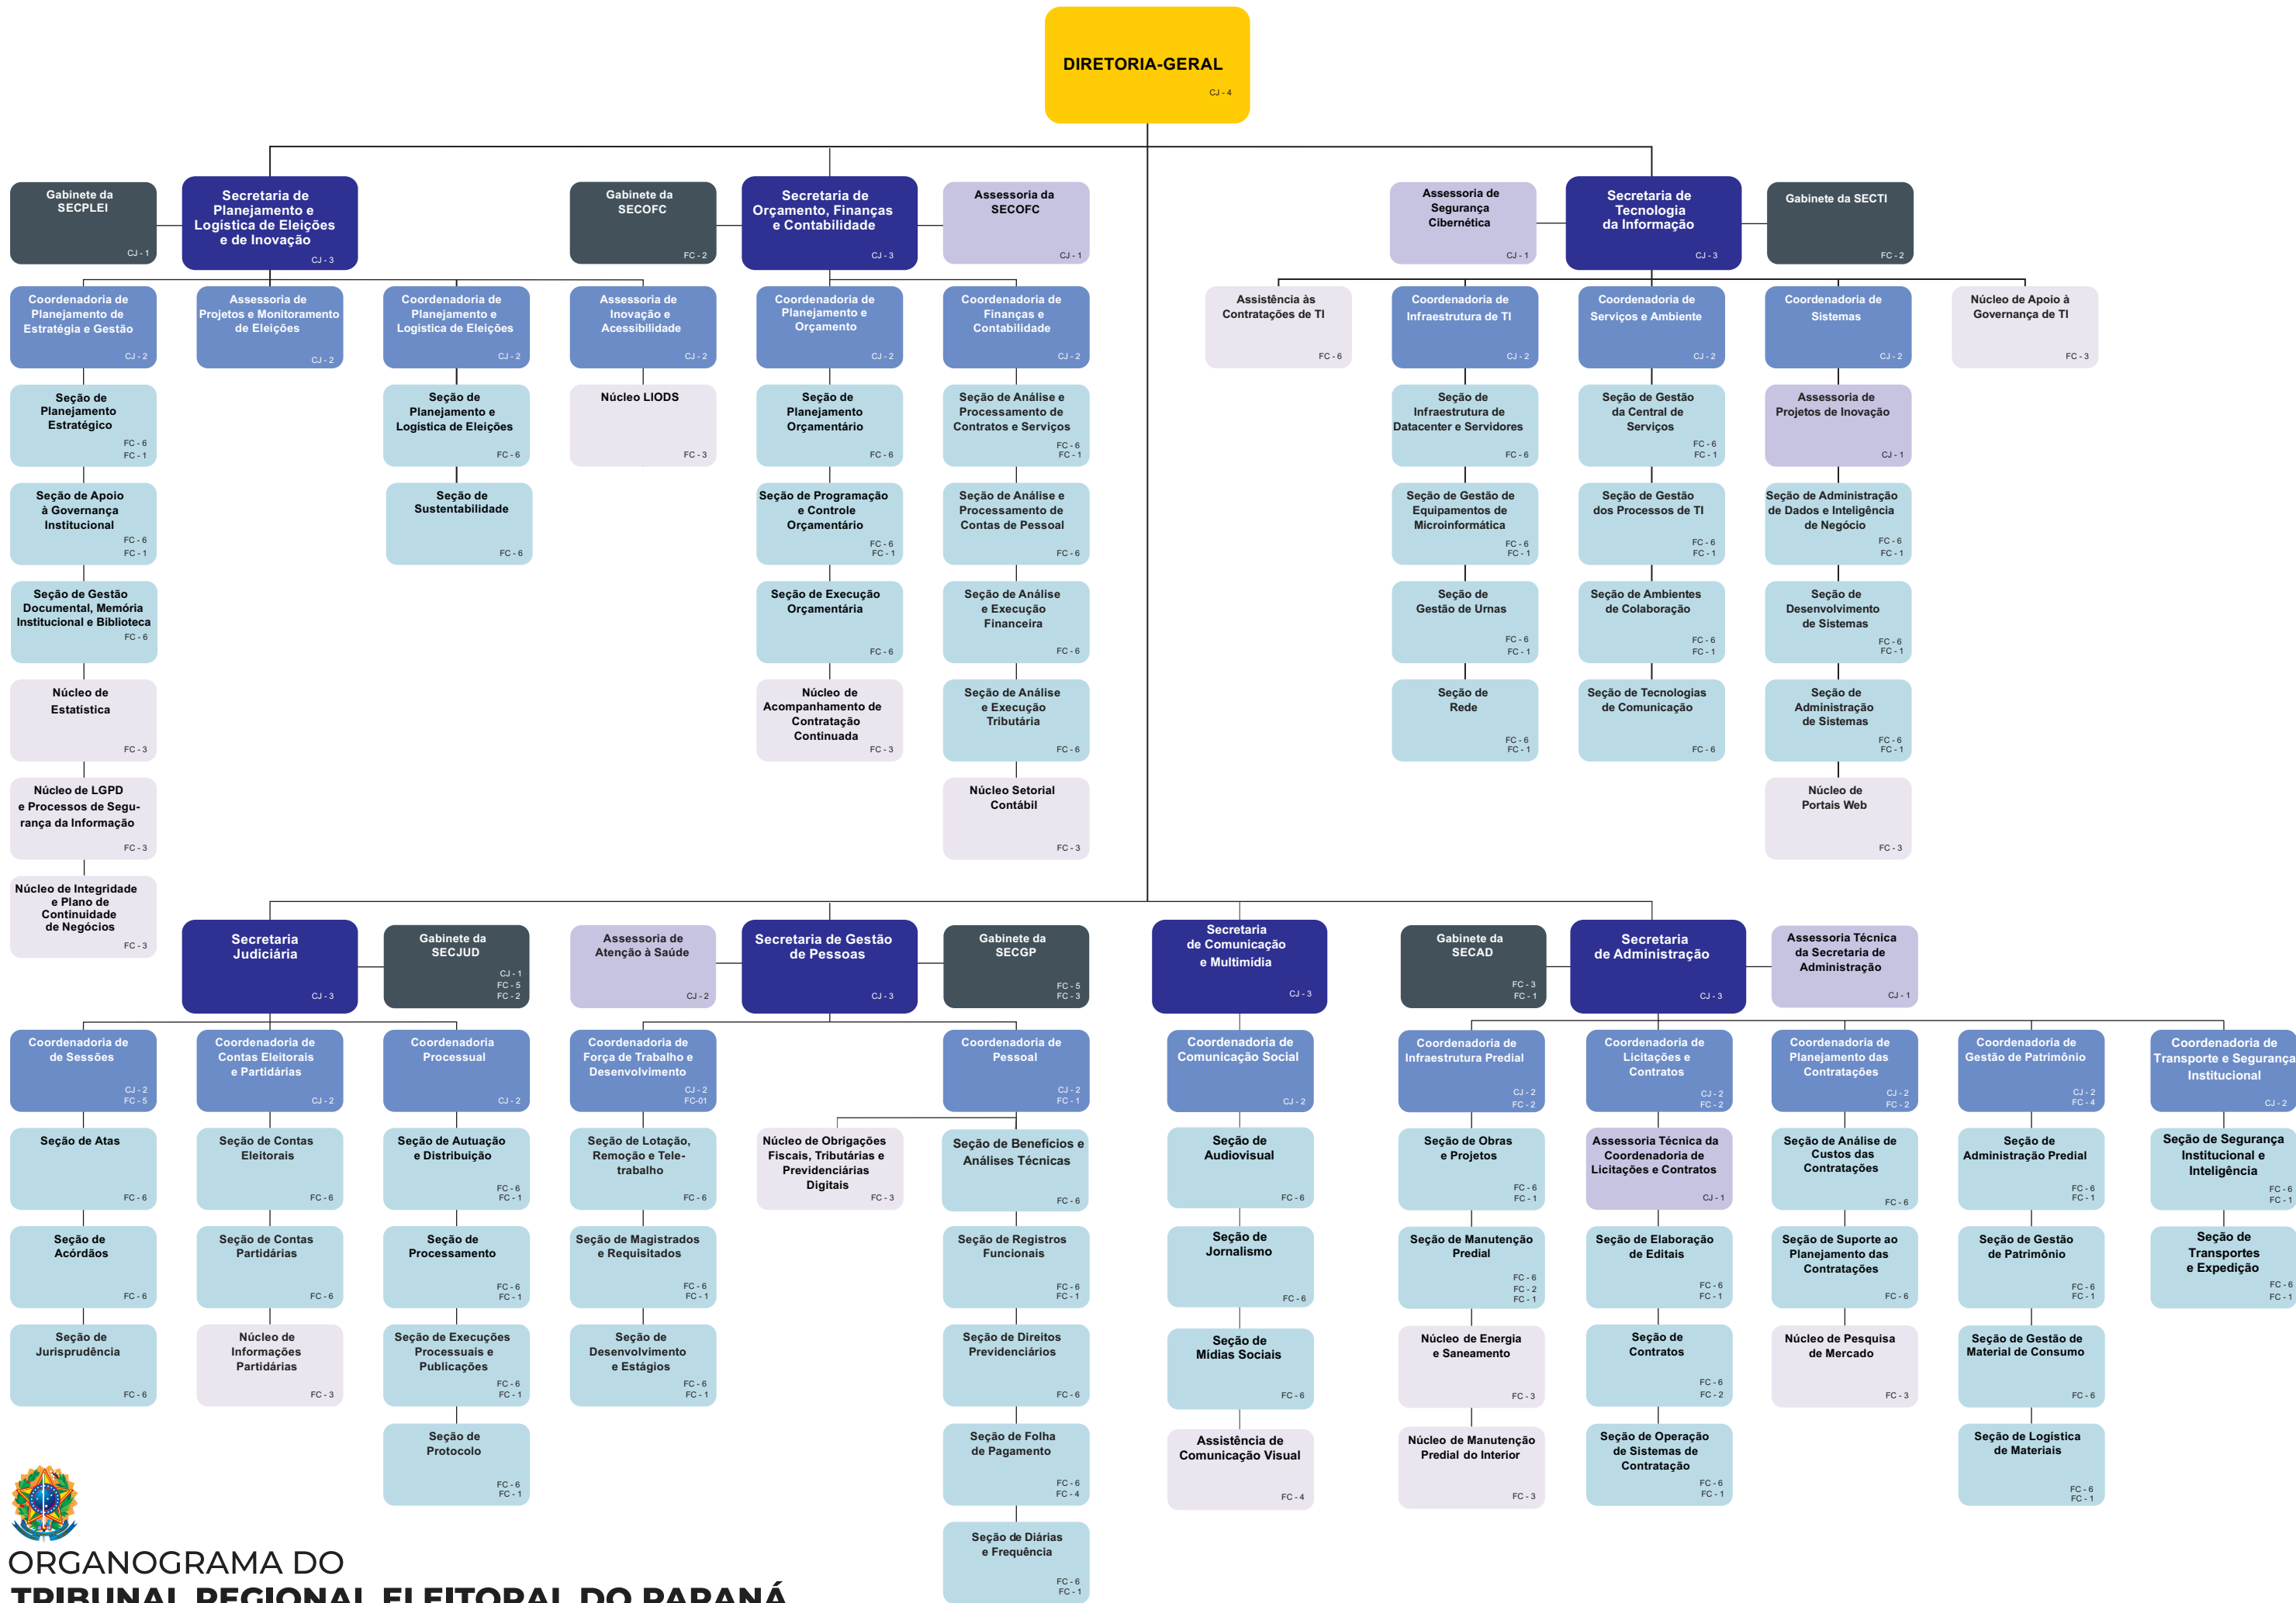 DIRETORIA-GERAL
CJ - 4
Gabinete da
SECPLEI
CJ - 1
Secretaria de
Planejamento e
Logística de Eleições
e de Inovação
CJ - 3
Gabinete da
SECOFC
FC - 2
Secretaria de
Orçamento, Finanças
e Contabilidade
CJ - 3
Assessoria da
SECOFC
CJ - 1
Assessoria de
Segurança
Cibernética
CJ - 1
Secretaria de
Tecnologia
da Informação
CJ - 3
Gabinete da SECTI
FC - 2
Coordenadoria de
Planejamento de
Estratégia e Gestão
CJ - 2
Assessoria de
Projetos e Monitoramento
de Eleições
CJ - 2
Coordenadoria de
Planejamento e
Logística de Eleições
CJ - 2
Assessoria de
Inovação e
Acessibilidade
CJ - 2
Coordenadoria de
Planejamento e
Orçamento
CJ - 2
Coordenadoria de
Finanças e
Contabilidade
CJ - 2
Assistência às
Contratações de TI
FC - 6
Coordenadoria de
Infraestrutura de TI
CJ - 2
Coordenadoria de
Serviços e Ambiente
CJ - 2
Coordenadoria de
Sistemas
CJ - 2
Núcleo de Apoio à
Governança de TI
FC - 3
Seção de
Planejamento
Estratégico
FC - 6
FC - 1
Seção de
Planejamento e
Logística de Eleições
FC - 6
Núcleo LIODS
FC - 3
Seção de
Planejamento
Orçamentário
FC - 6
Seção de Análise e
Processamento de
Contratos e Serviços
FC - 6
FC - 1
Seção de
Infraestrutura de
Datacenter e Servidores
FC - 6
Seção de Gestão
da Central de
Serviços
FC - 6
FC - 1
Assessoria de
Projetos de Inovação
CJ - 1
Seção de Apoio
à Governança
Institucional
FC - 6
FC - 1
Seção de
Sustentabilidade
FC - 6
Seção de Programação
e Controle
Orçamentário
FC - 6
FC - 1
Seção de Análise e
Processamento de
Contas de Pessoal
FC - 6
Seção de Gestão de
Equipamentos de
Microinformática
FC - 6
FC - 1
Seção de Gestão
dos Processos de TI
FC - 6
FC - 1
Seção de Administração
de Dados e Inteligência
de Negócio
FC - 6
FC - 1
Seção de Gestão
Documental, Memória
Institucional e Biblioteca
FC - 6
Seção de Execução
Orçamentária
FC - 6
Seção de Análise
e Execução
Financeira
FC - 6
Seção de
Gestão de Urnas
FC - 6
FC - 1
Seção de Ambientes
de Colaboração
FC - 6
FC - 1
Seção de
Desenvolvimento
de Sistemas
FC - 6
FC - 1
Núcleo de
Estatística
FC - 3
Núcleo de
Acompanhamento de
Contratação
Continuada
FC - 3
Seção de Análise
e Execução
Tributária
FC - 6
Seção de
Rede
FC - 6
FC - 1
Seção de Tecnologias
de Comunicação
FC - 6
Seção de
Administração
de Sistemas
FC - 6
FC - 1
Núcleo de LGPD
e Processos de Segu-
rança da Informação
FC - 3
Núcleo Setorial
Contábil
FC - 3
Núcleo de
Portais Web
FC - 3
Núcleo de Integridade
e Plano de
Continuidade
de Negócios
FC - 3
Secretaria
Judiciária
CJ - 3
Gabinete da
SECJUD
CJ - 1
FC - 5
FC - 2
Assessoria de
Atenção à Saúde
CJ - 2
Secretaria de Gestão
de Pessoas
CJ - 3
Gabinete da
SECGP
FC - 5
FC - 3
Secretaria
de Comunicação
e Multimídia
CJ - 3
Gabinete da
SECAD
FC - 3
FC - 1
Secretaria
de Administração
CJ - 3
Assessoria Técnica
da Secretaria de
Administração
CJ - 1
Coordenadoria de
de Sessões
CJ - 2
FC - 5
Coordenadoria de
Contas Eleitorais
e Partidárias
CJ - 2
Coordenadoria
Processual
CJ - 2
Coordenadoria de
Força de Trabalho e
Desenvolvimento
CJ - 2
FC-01
Coordenadoria de
Pessoal
CJ - 2
FC - 1
Coordenadoria de
Comunicação Social
CJ - 2
Coordenadoria de
Infraestrutura Predial
CJ - 2
FC - 2
Coordenadoria de
Licitações e
Contratos
CJ - 2
FC - 2
Coordenadoria de
Planejamento das
Contratações
CJ - 2
FC - 2
Coordenadoria de
Gestão de Patrimônio
CJ - 2
FC - 4
Coordenadoria de
Transporte e Segurança
Institucional
CJ - 2
Seção de Atas
FC - 6
Seção de Contas
Eleitorais
FC - 6
Seção de Autuação
e Distribuição
FC - 6
FC - 1
Seção de Lotação,
Remoção e Tele-
trabalho
FC - 6
Núcleo de Obrigações
Fiscais, Tributárias e
Previdenciárias
Digitais
FC - 3
Seção de Benefícios e
Análises Técnicas
FC - 6
Seção de
Audiovisual
FC - 6
Seção de Obras
e Projetos
FC - 6
FC - 1
Assessoria Técnica da
Coordenadoria de
Licitações e Contratos
CJ - 1
Seção de Análise de
Custos das
Contratações
FC - 6
Seção de
Administração Predial
FC - 6
FC - 1
Seção de Segurança
Institucional e
Inteligência
FC - 6
FC - 1
Seção de
Acórdãos
FC - 6
Seção de Contas
Partidárias
FC - 6
Seção de
Processamento
FC - 6
FC - 1
Seção de Magistrados
e Requisitados
FC - 6
FC - 1
Seção de Registros
Funcionais
FC - 6
FC - 1
Seção de
Jornalismo
FC - 6
Seção de Manutenção
Predial
FC - 6
FC - 2
FC - 1
Seção de Elaboração
de Editais
FC - 6
FC - 1
Seção de Suporte ao
Planejamento das
Contratações
FC - 6
Seção de Gestão
de Patrimônio
FC - 6
FC - 1
Seção de
Transportes
e Expedição
FC - 6
FC - 1
Seção de
Jurisprudência
FC - 6
Núcleo de
Informações
Partidárias
FC - 3
Seção de Execuções
Processuais e
Publicações
FC - 6
FC - 1
Seção de
Desenvolvimento
e Estágios
FC - 6
FC - 1
Seção de Direitos
Previdenciários
FC - 6
Seção de
Mídias Sociais
FC - 6
Núcleo de Energia
e Saneamento
FC - 3
Seção de
Contratos
FC - 6
FC - 2
Núcleo de Pesquisa
de Mercado
FC - 3
Seção de Gestão de
Material de Consumo
FC - 6
Seção de
Protocolo
FC - 6
FC - 1
Seção de Folha
de Pagamento
FC - 6
FC - 4
Assistência de
Comunicação Visual
FC - 4
Núcleo de Manutenção
Predial do Interior
FC - 3
Seção de Operação
de Sistemas de
Contratação
FC - 6
FC - 1
Seção de Logística
de Materiais
FC - 6
FC - 1
Seção de Diárias
e Frequência
FC - 6
FC - 1
ORGANOGRAMA DO
TRIBUNAL REGIONAL ELEITORAL DO PARANÁ